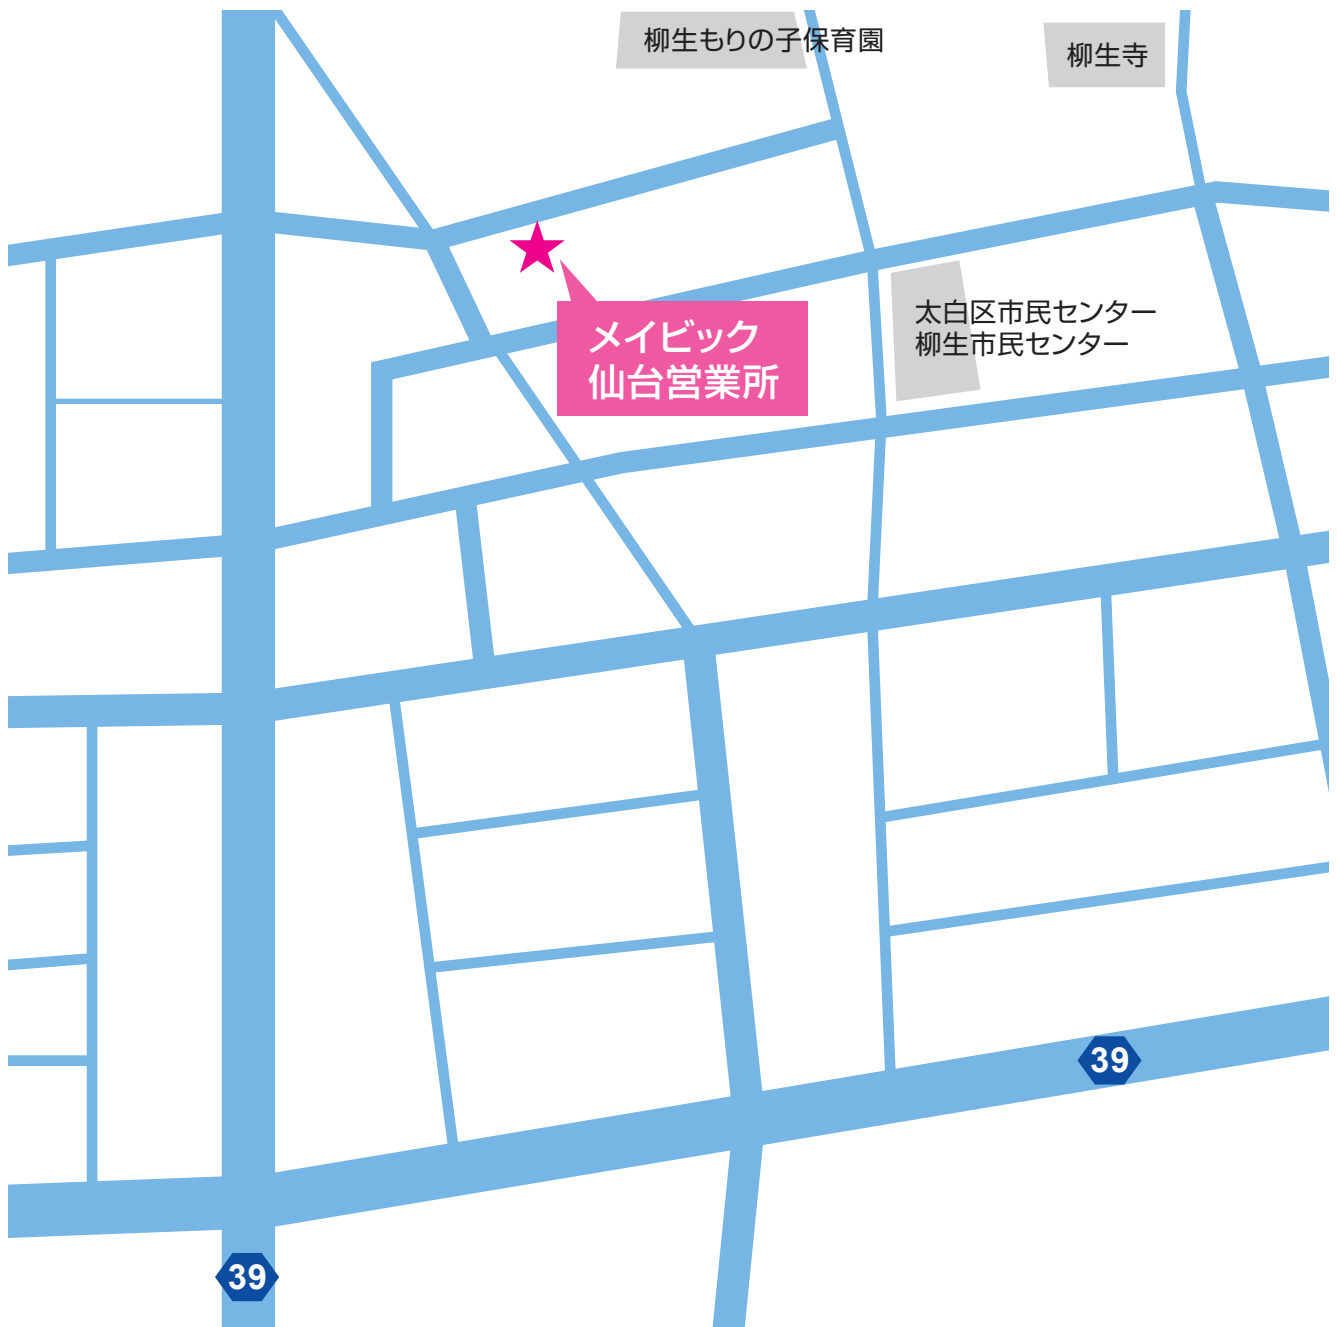 柳生もりの子保育園
柳生寺
太白区市民センター
柳生市民センター
メイビック
仙台営業所
39
39